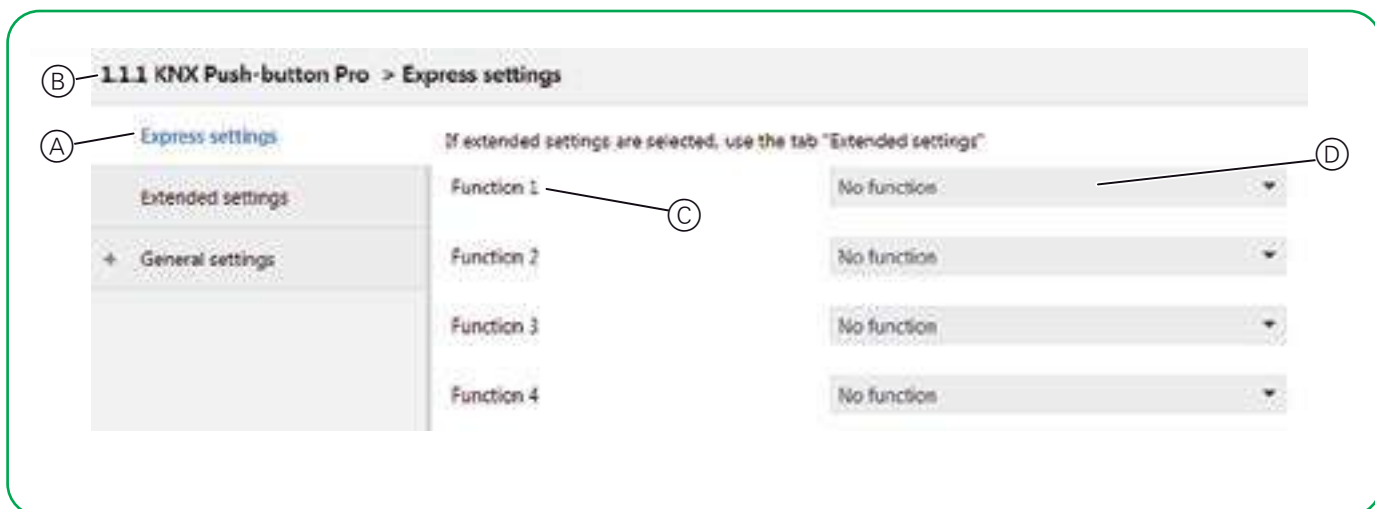 B 1.1.1 KNX Push-button Pro > Express settings
A Express settings
If extended settings are selected, use the tab "Extended settings"
D
Function 1 No function
C
Extended settings
Function 2 No function
+ General settings
Function 3 No function
Function 4 No function